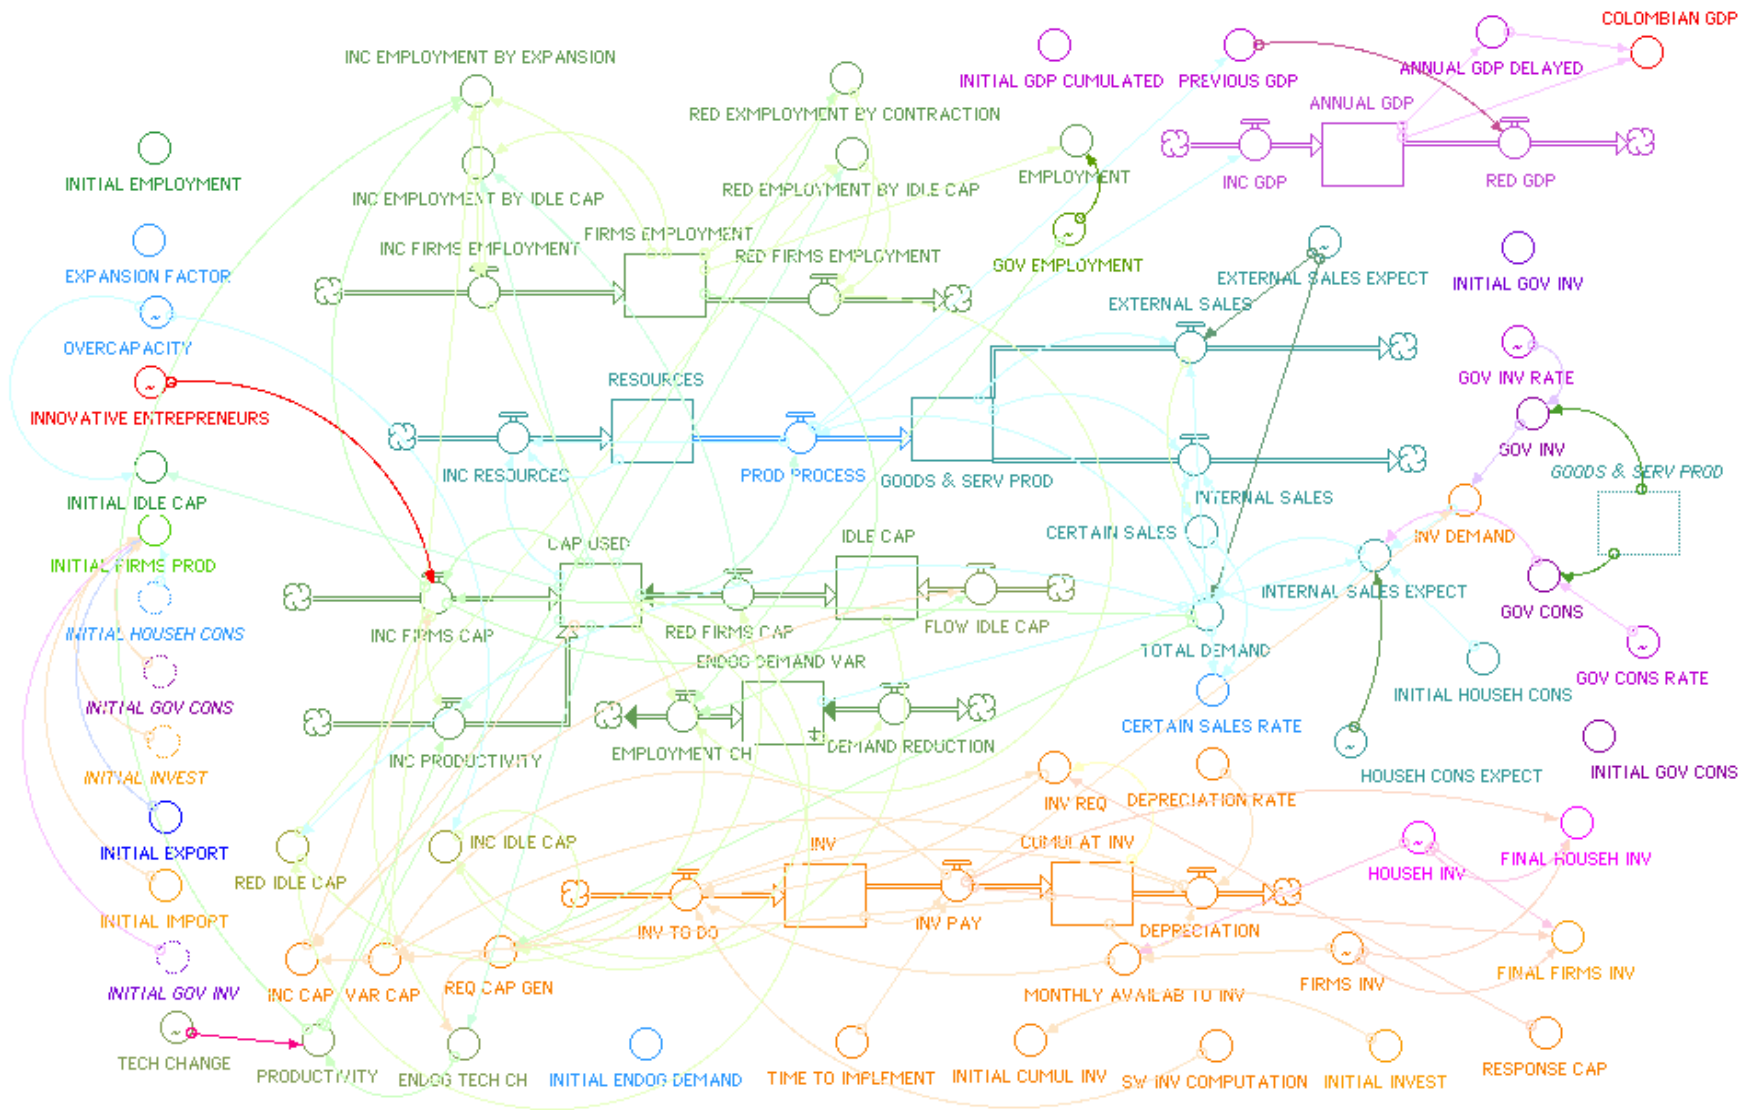 COLOMBIAN GDP
INC EMPLOYMENT BY EXPANSION
INITIAL GDP CUMULATED
PREVIOUS GDP
ANNUAL GDP DELAYED
RED EXMPLOYMENT BY CONTRACTION
ANNUAL GDP
INITIAL EMPLOYMENT
INC EMPLOYMENT BY IDLE CAP
RED EMPLOYMENT BY IDLE CAP
EMPLOYMENT
INC GDP
RED GDP
EXPANSION FACTOR
INC FIRMS EMPLOYMENT
FIRMS EMPLOYMENT
RED FIRMS EMPLOYMENT
GOV EMPLOYMENT
EXTERNAL SALES EXPECT
INITIAL GOV INV
EXTERNAL SALES
OVERCAPACITY
RESOURCES
GOV INV RATE
INNOVATIVE ENTREPRENEURS
INC RESOURCES
PROD PROCESS
GOODS & SERV PROD
GOV INV
GOODS & SERV PROD
INITIAL IDLE CAP
INTERNAL SALES
CERTAIN SALES
INV DEMAND
CAP USED
IDLE CAP
INITIAL FIRMS PROD
INTERNAL SALES EXPECT
GOV CONS
INITIAL HOUSEH CONS
INC FIRMS CAP
RED FIRMS CAP
FLOW IDLE CAP
TOTAL DEMAND
ENDOG DEMAND VAR
INITIAL HOUSEH CONS
GOV CONS RATE
INITIAL GOV CONS
CERTAIN SALES RATE
INC PRODUCTIVITY
EMPLOYMENT CH
DEMAND REDUCTION
INITIAL INVEST
HOUSEH CONS EXPECT
INITIAL GOV CONS
INV REQ
DEPRECIATION RATE
INITIAL EXPORT
RED IDLE CAP
INC IDLE CAP
INV
CUMULAT INV
HOUSEH INV
FINAL HOUSEH INV
INITIAL IMPORT
INV TO DO
INV PAY
DEPRECIATION
INITIAL GOV INV
INC CAP
VAR CAP
REQ CAP GEN
MONTHLY AVAILAB TO INV
FIRMS INV
FINAL FIRMS INV
TECH CHANGE
PRODUCTIVITY
ENDOG TECH CH
INITIAL ENDOG DEMAND
TIME TO IMPLEMENT
INITIAL CUMUL INV
SW INV COMPUTATION
INITIAL INVEST
RESPONSE CAP